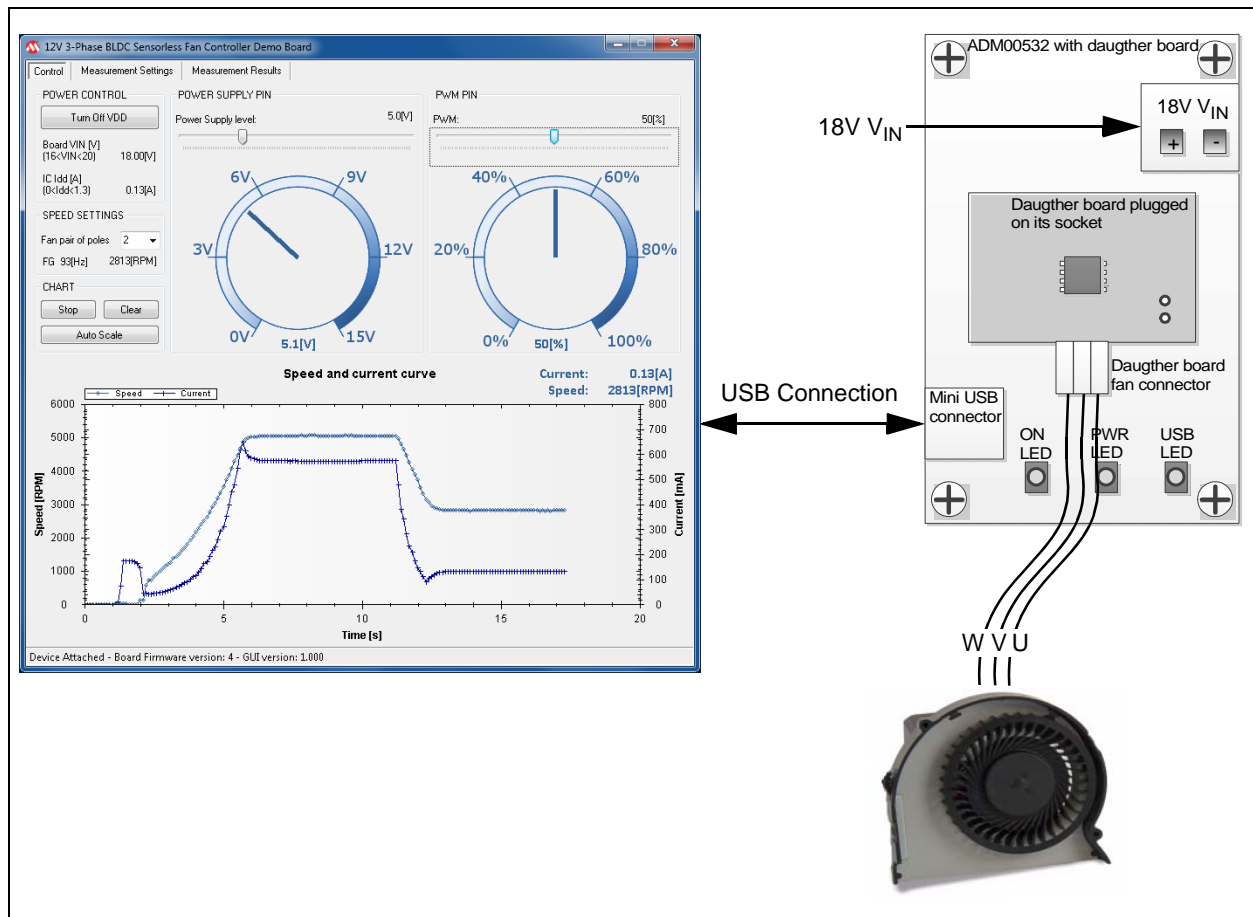 12V 3-Phase BLDC Sensorless Fan Controller Demo Board
Control Measurement Settings Measurement Results
POWER CONTROL
Turn Off VDD
Board VIN [V]
(16<VIN<20) 18.00[V]
IC Idd [A]
(0<Idd<1.3) 0.13[A]
SPEED SETTINGS
Fan pair of poles 2
FG 93[Hz] 2813[RPM]
CHART
Stop Clear
Auto Scale
POWER SUPPLY PIN
Power Supply level: 5.0[V]
6V 9V
3V 12V
0V 15V
5.1[V]
PWM PIN
PWM: 50[%]
40% 60%
20% 80%
0% 100%
50[%]
Speed and current curve
Current: 0.13[A]
Speed: 2813[RPM]
Speed Current
6000 800
700
5000
600
4000
500
3000 400
300
2000
200
1000
100
0 0
Speed [RPM]
Current [mA]
0 5 10 15 20
Time [s]
Device Attached - Board Firmware version: 4 - GUI version: 1.000
18V VIN
USB Connection
ADM00532 with daugther board
18V VIN
+ -
Daugther board plugged
on its socket
Daugther board
fan connector
Mini USB
connector
ON
LED
PWR
LED
USB
LED
W V U